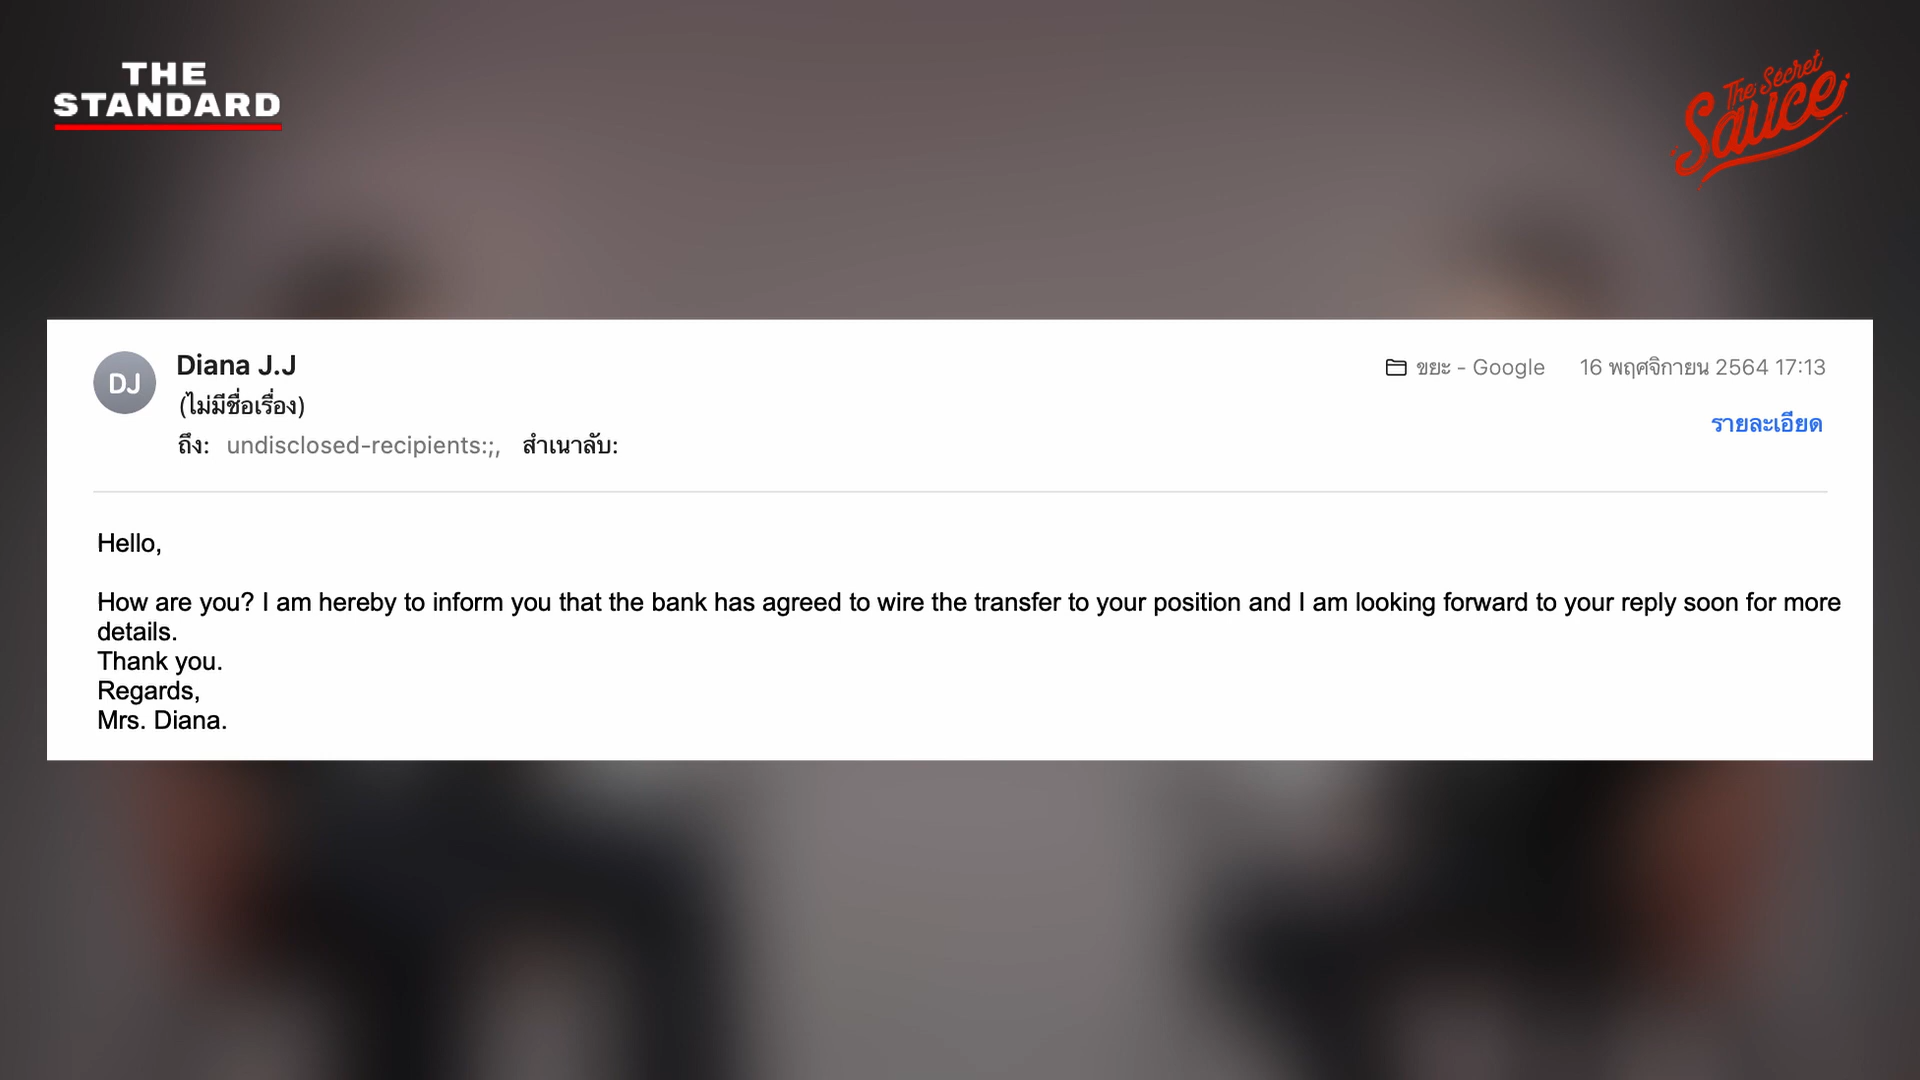 THE
STANDARD
The Secret
Sauce
DJ
Diana J.J
ขยะ - Google
16 พฤศจิกายน 2564 17:13
(ไม่มีชื่อเรื่อง)
รายละเอียด
ถึง: undisclosed-recipients:;, สำเนาลับ:
Hello,
How are you? I am hereby to inform you that the bank has agreed to wire the transfer to your position and I am looking forward to your reply soon for more
details.
Thank you.
Regards,
Mrs. Diana.